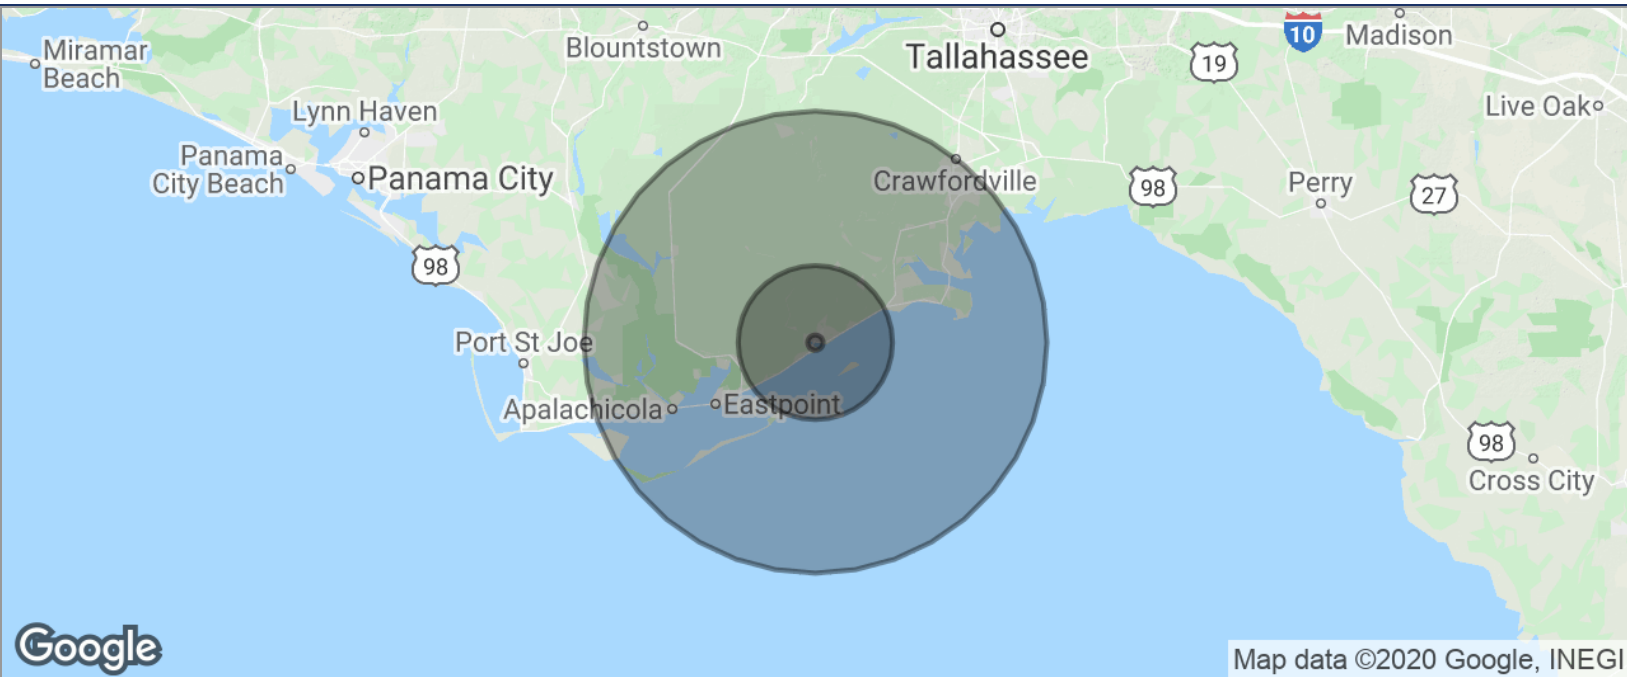 Miramar
Beach
Blountstown
Tallahassee
10
Madison
19
Live Oak
Lynn Haven
Panama
City Beach
Panama City
Crawfordville
98
Perry
27
98
Port St Joe
Apalachicola
Eastpoint
98
Cross City
Google
Map data ©2020 Google, INEGI